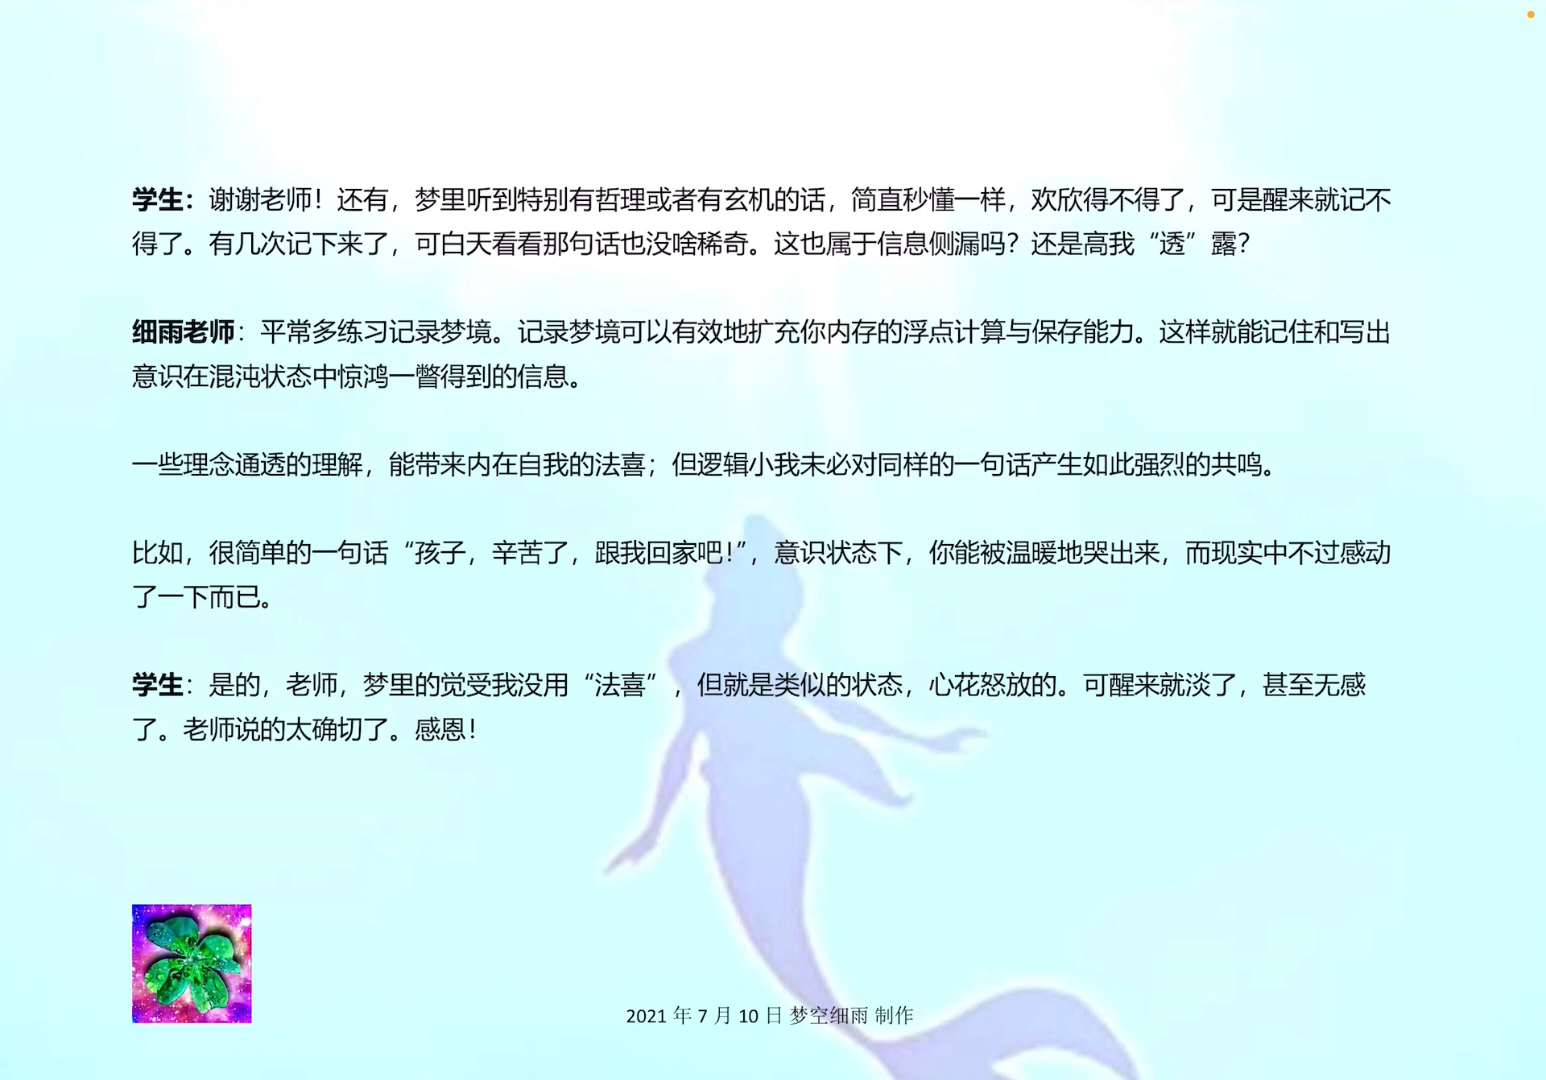 学生：谢谢老师！还有，梦里听到特别有哲理或者有玄机的话，简直秒懂一样，欢欣得不得了，可是醒来就记不
得了。有几次记下来了，可白天看看那句话也没啥稀奇。这也属于信息侧漏吗？还是高我“透”露？
细雨老师：平常多练习记录梦境。记录梦境可以有效地扩充你内存的浮点计算与保存能力。这样就能记住和写出
意识在混沌状态中惊鸿一瞥得到的信息。
一些理念通透的理解，能带来内在自我的法喜；但逻辑小我未必对同样的一句话产生如此强烈的共鸣。
比如，很简单的一句话“孩子，辛苦了，跟我回家吧！”，意识状态下，你能被温暖地哭出来，而现实中不过感动
了一下而已。
学生：是的，老师，梦里的觉受我没用“法喜”，但就是类似的状态，心花怒放的。可醒来就淡了，甚至无感
了。老师说的太确切了。感恩！
2021 年 7 月 10 日 梦空细雨 制作